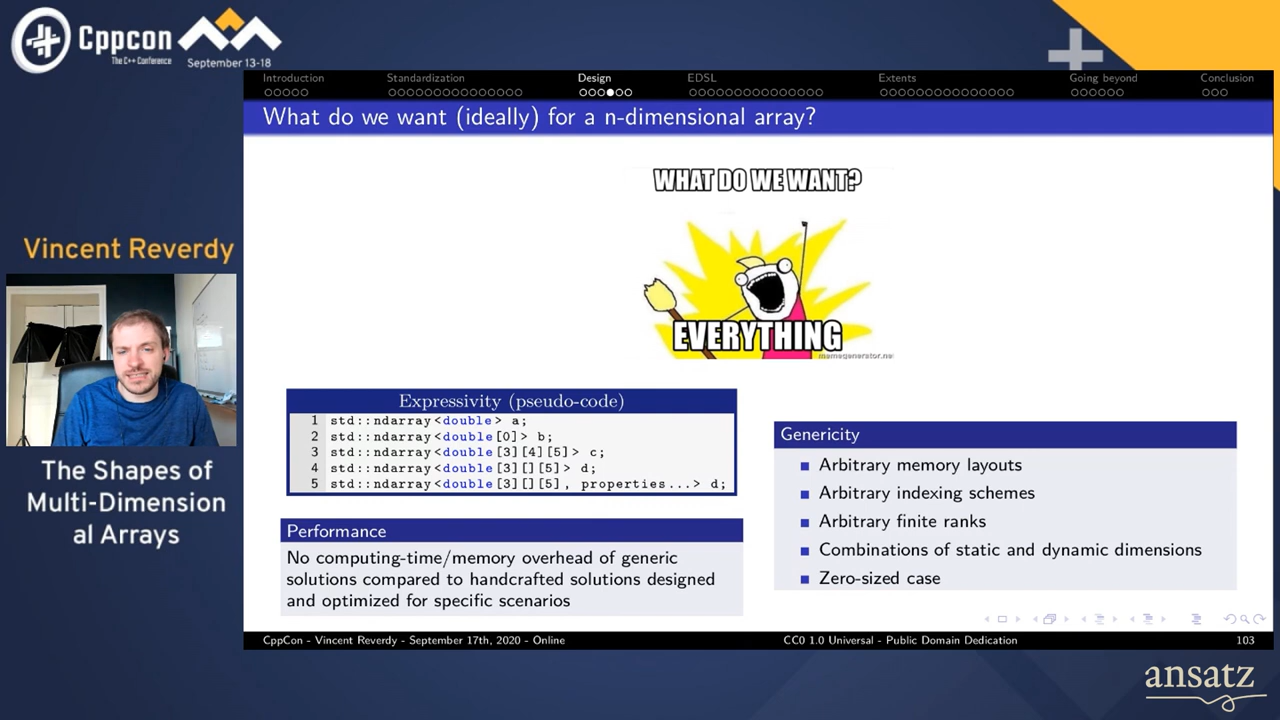 Cppcon
The C++ Conference
September 13-18
Introduction Standardization Design EDSL Extents Going beyond Conclusion
What do we want (ideally) for a n-dimensional array?
WHAT DO WE WANT?
EVERYTHING
memegenerator.ne
Vincent Reverdy
The Shapes of
Multi-Dimension
al Arrays
Expressivity (pseudo-code)
1 std::ndarray<double> a;
2 std::ndarray<double[0]> b;
3 std::ndarray<double[3][4][5]> c;
4 std::ndarray<double[3][][5]> d;
5 std::ndarray<double[3][][5], properties...> d;
Performance
No computing-time/memory overhead of generic
solutions compared to handcrafted solutions designed
and optimized for specific scenarios
Genericity
Arbitrary memory layouts
Arbitrary indexing schemes
Arbitrary finite ranks
Combinations of static and dynamic dimensions
Zero-sized case
CppCon - Vincent Reverdy - September 17th, 2020 - Online CC0 1.0 Universal - Public Domain Dedication 103
ansatz